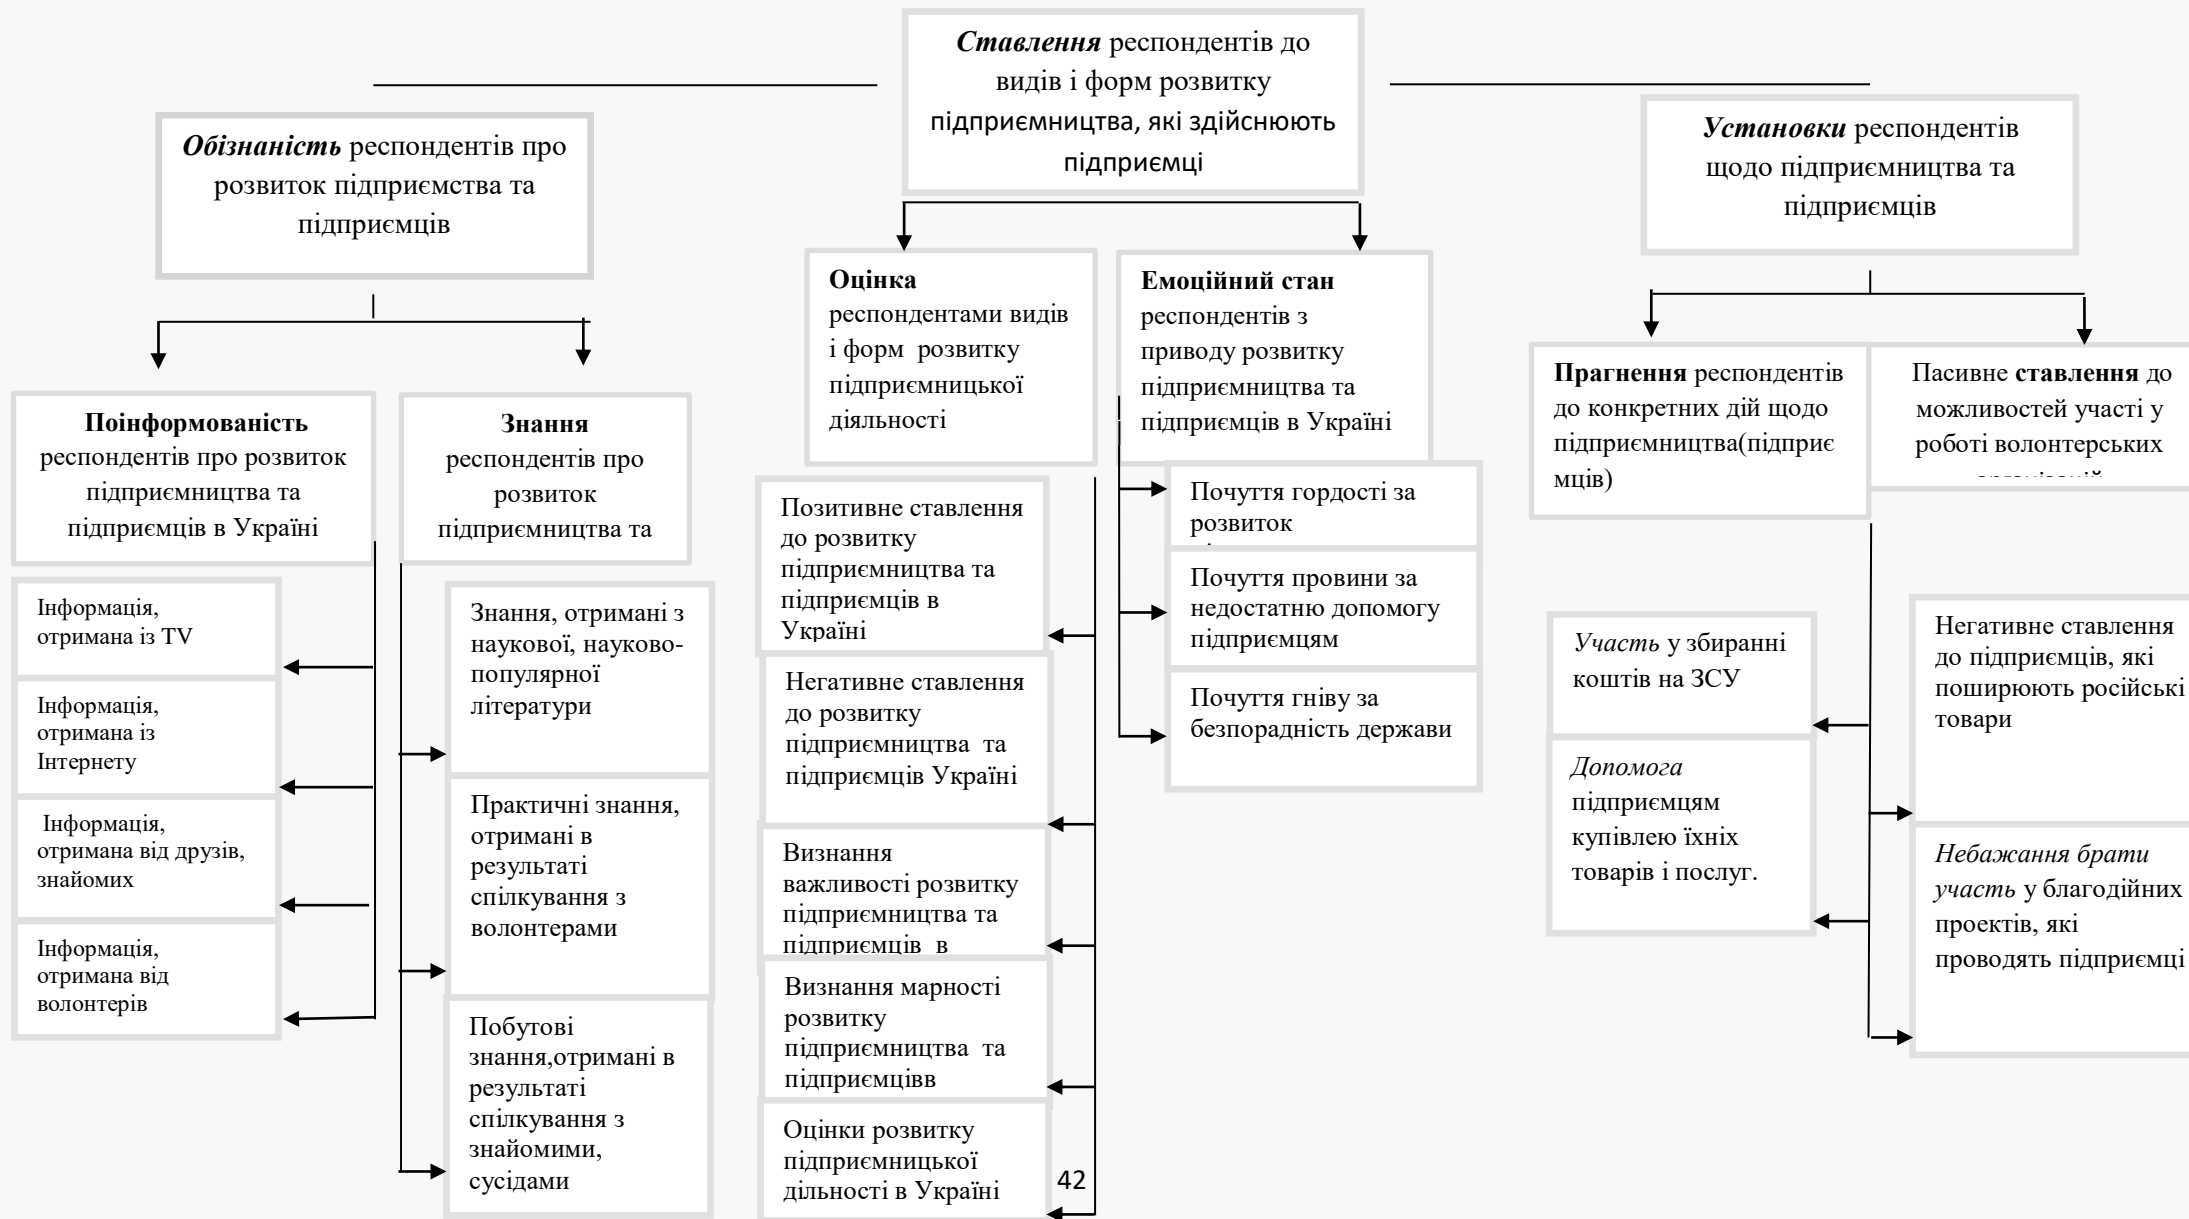 Ставлення респондентів до
видів і форм розвитку
підприємництва, які здійснюють
підприємці
Обізнаність респондентів про
розвиток підприємства та
підприємців
Установки респондентів
щодо підприємництва та
підприємців
Оцінка
респондентами видів
і форм розвитку
підприємницької
діяльності
Емоційний стан
респондентів з
приводу розвитку
підприємництва та
підприємців в Україні
Прагнення респондентів
до конкретних дій щодо
підприємництва(підприє
мців)
Пасивне ставлення до
можливостей участі у
роботі волонтерських
Поінформованість
респондентів про розвиток
підприємництва та
підприємців в Україні
Знання
респондентів про
розвиток
підприємництва та
Інформація,
отримана із TV
Інформація,
отримана із
Інтернету
Інформація,
отримана від друзів,
знайомих
Інформація,
отримана від
волонтерів
Знання, отримані з
наукової, науково-
популярної
літератури
Практичні знання,
отримані в
результаті
спілкування з
волонтерами
Побутові
знання,отримані в
результаті
спілкування з
знайомими,
сусідами
Позитивне ставлення
до розвитку
підприємництва та
підприємців в
Україні
Негативне ставлення
до розвитку
підприємництва та
підприємців Україні
Визнання
важливості розвитку
підприємництва та
підприємців в
Визнання марності
розвитку
підприємництва та
підприємцівв
Оцінки розвитку
підприємницької
дільності в Україні
Почуття гордості за
розвиток
Почуття провини за
недостатню допомогу
підприємцям
Почуття гніву за
безпорадність держави
Участь у збиранні
коштів на ЗСУ
Допомога
підприємцям
купівлею їхніх
товарів і послуг.
Негативне ставлення
до підприємців, які
поширюють російські
товари
Небажання брати
участь у благодійних
проектів, які
проводять підприємці
42